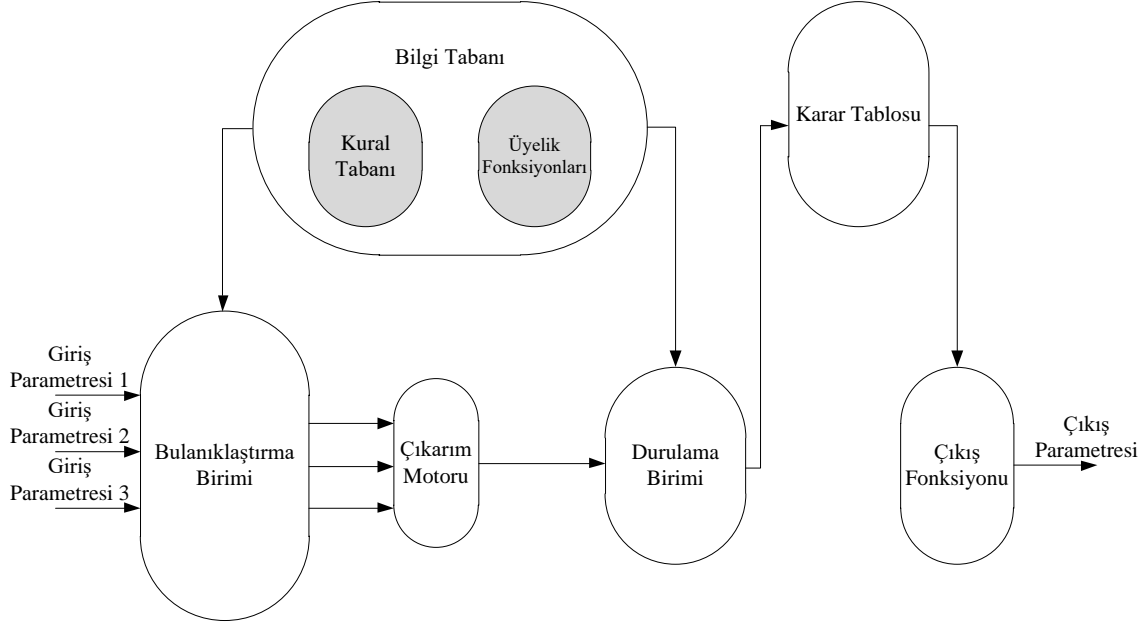 Bilgi Tabanı
Kural
Tabanı
Üyelik
Fonksiyonları
Karar Tablosu
Giriş
Parametresi 1
Giriş
Parametresi 2
Giriş
Parametresi 3
Bulanıklaştırma
Birimi
Çıkarım
Motoru
Durulama
Birimi
Çıkış
Fonksiyonu
Çıkış
Parametresi